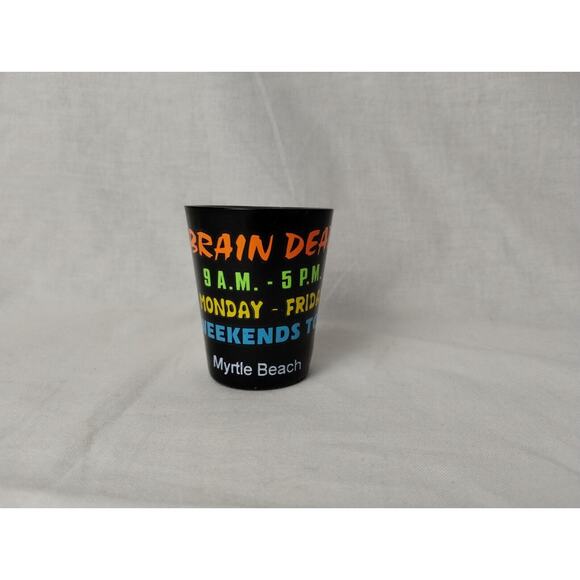 BRAIN DEA
9 A.M. - 5 P.M.
MONDAY - FRIDA
WEEKENDS TO
Myrtle Beach